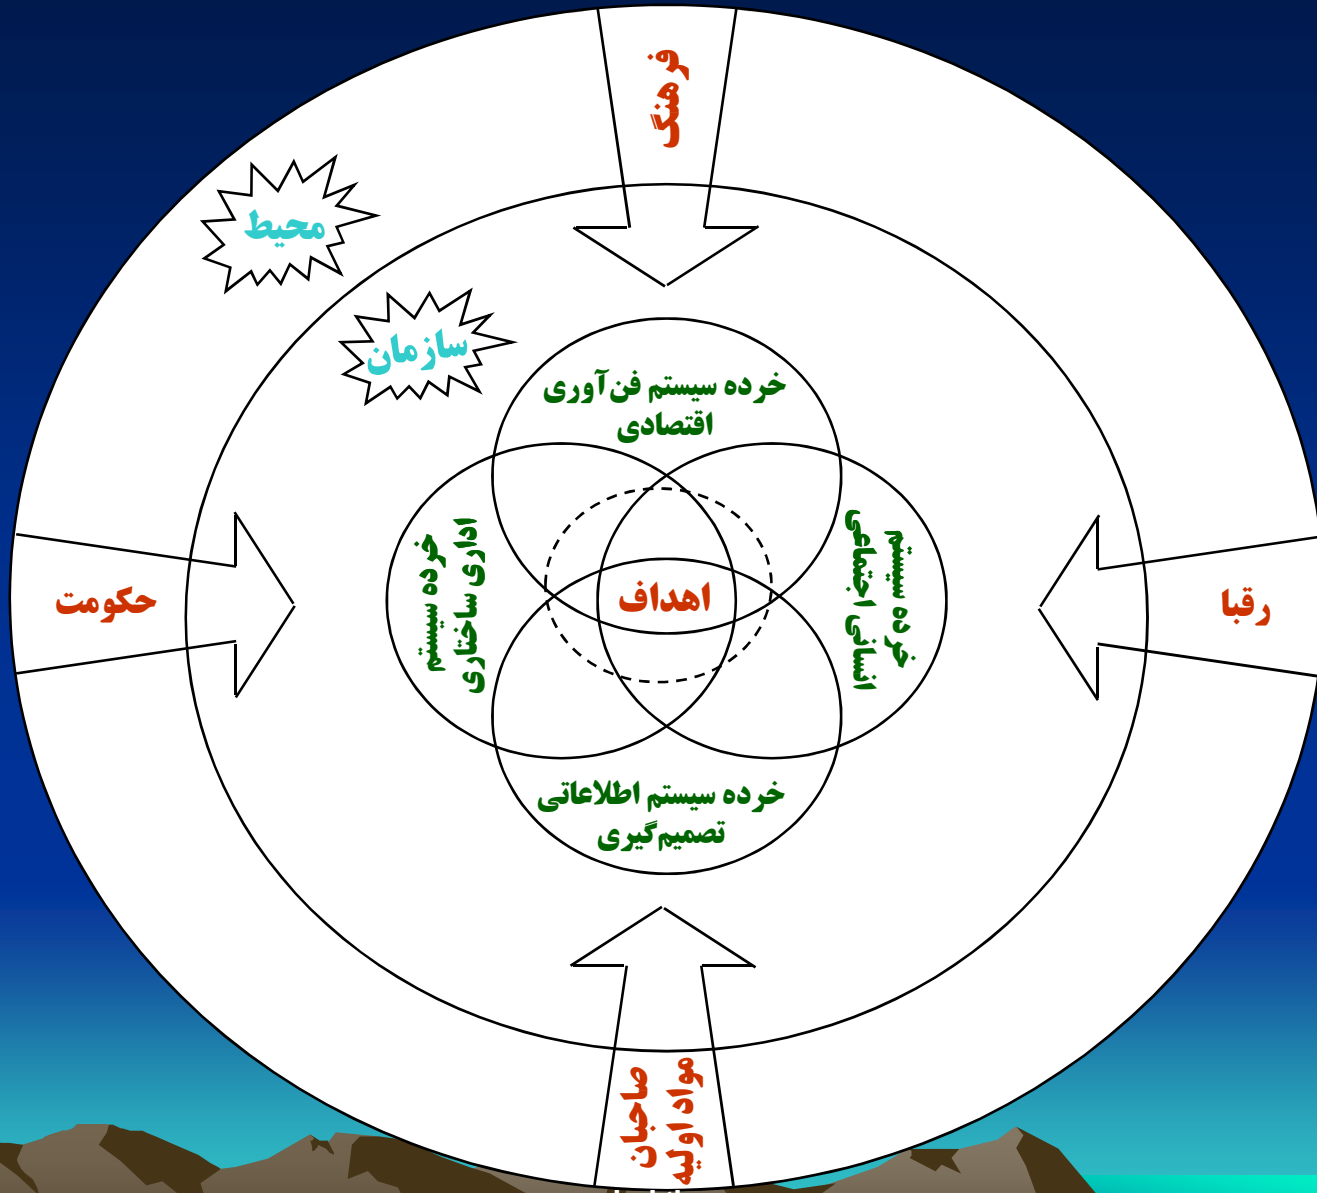 فرهنگ
محیط
سازمان
خرده سیستم فن‌آوری
اقتصادی
خرده سیستم
انسانی اجتماعی
خرده سیستم
اداری ساختاری
اهداف
رقبا
حکومت
خرده سیستم اطلاعاتی
تصمیم‌گیری
صاحبان
مواد اولیه